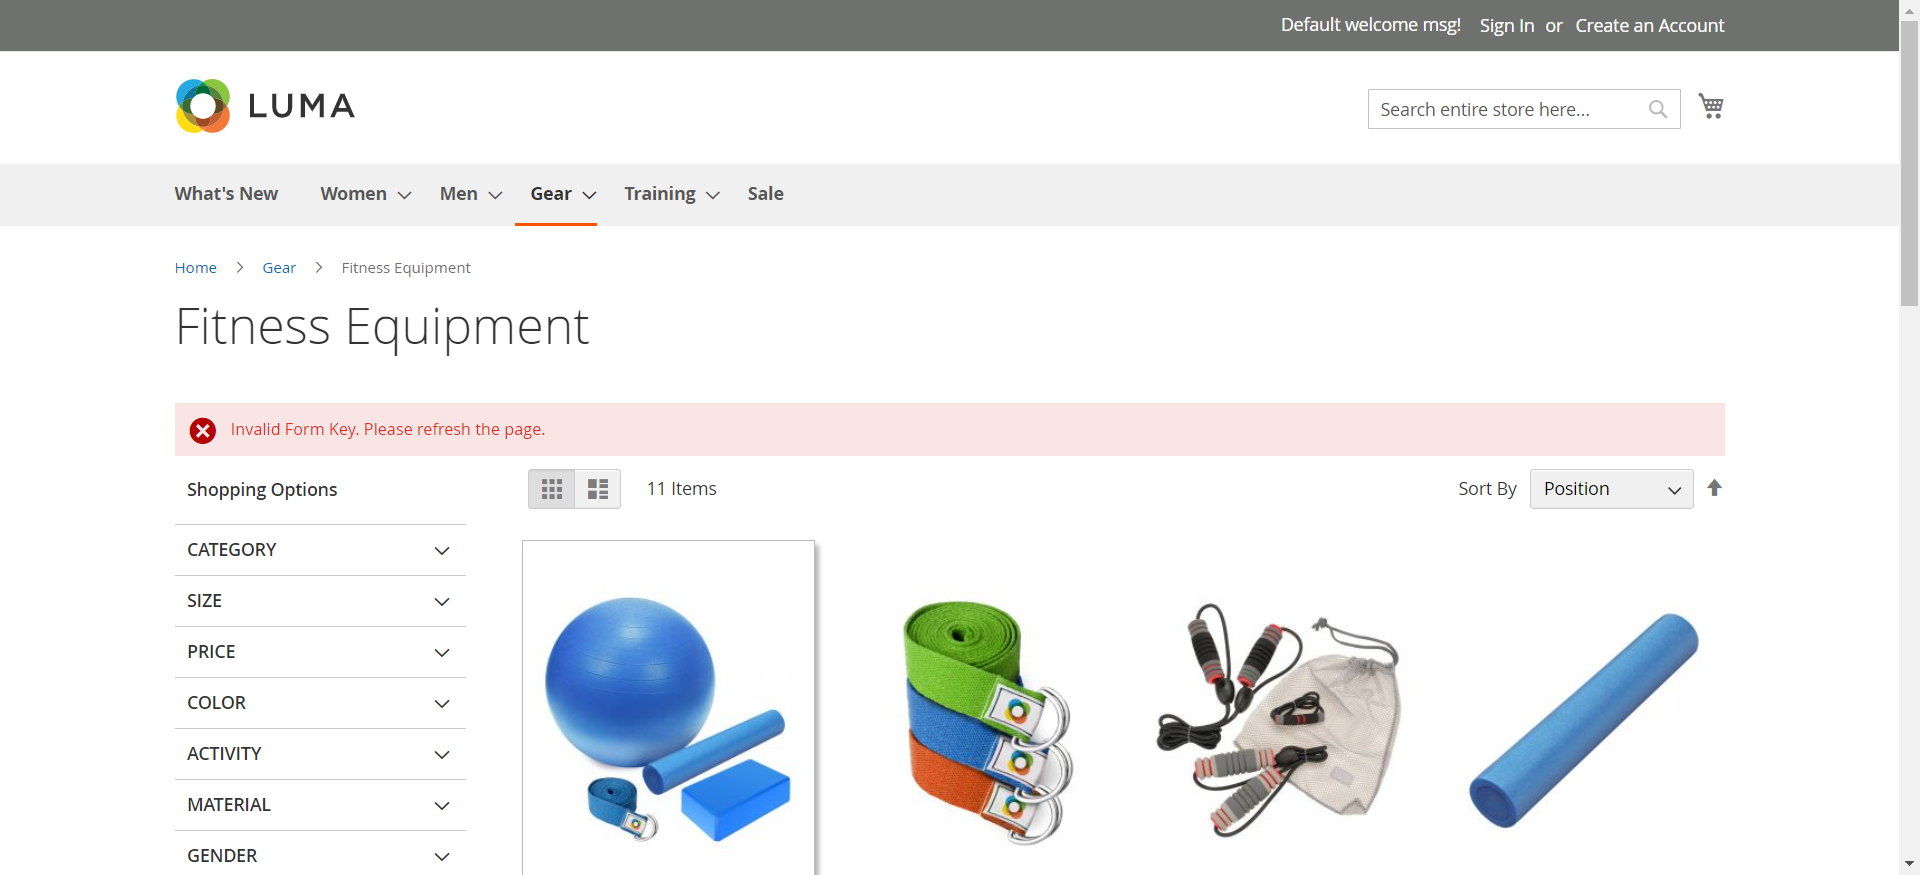 Default welcome msg! Sign In or Create an Account
LUMA
Search entire store here...
What's New Women Men Gear Training Sale
Home Gear Fitness Equipment
Fitness Equipment
Invalid Form Key. Please refresh the page.
Shopping Options
11 Items
Sort By Position
CATEGORY
SIZE
PRICE
COLOR
ACTIVITY
MATERIAL
GENDER